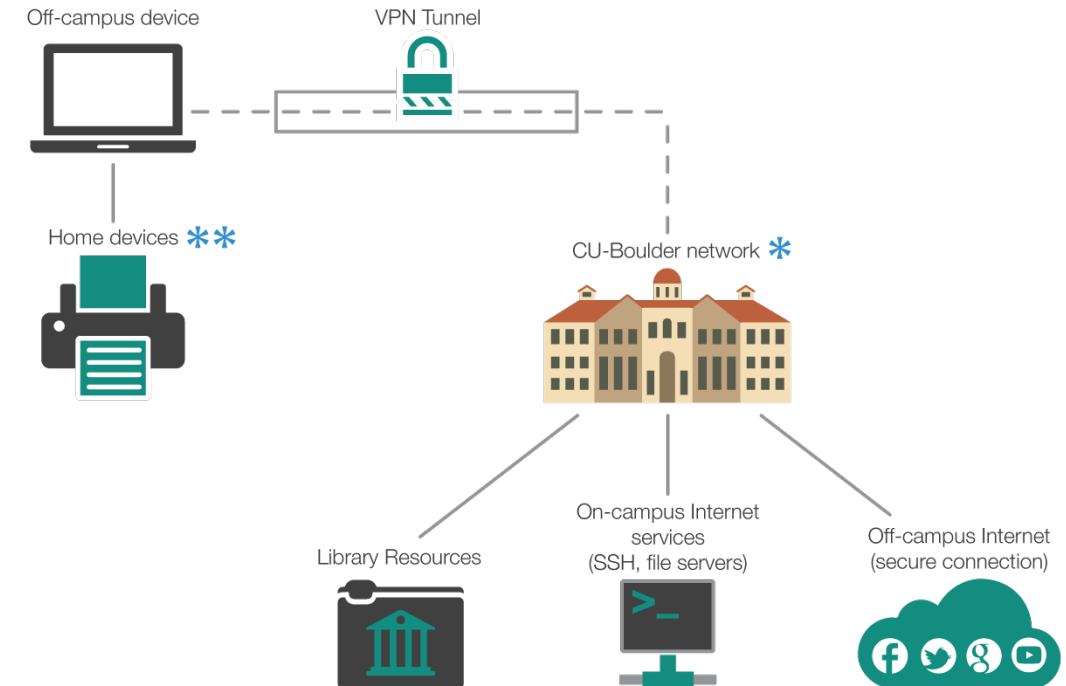 Off-campus device
VPN Tunnel
Home devices **
CU-Boulder network *
Library Resources
On-campus Internet
services
(SSH, file servers)
Off-campus Internet
(secure connection)
>_
f
g